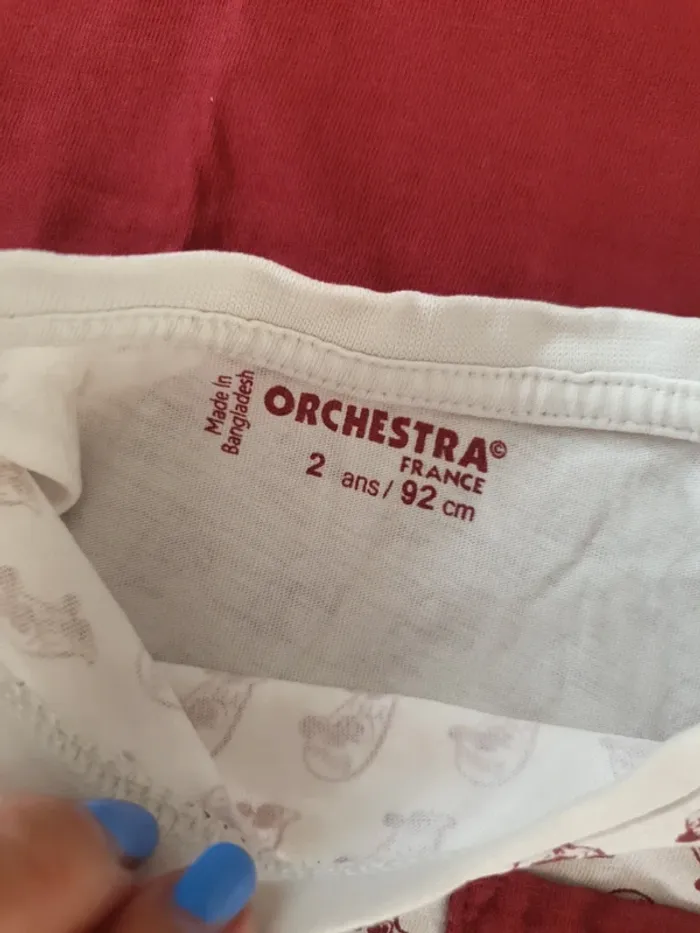 Made In
Bangladesh
ORCHESTRA©
FRANCE
2 ans / 92 cm